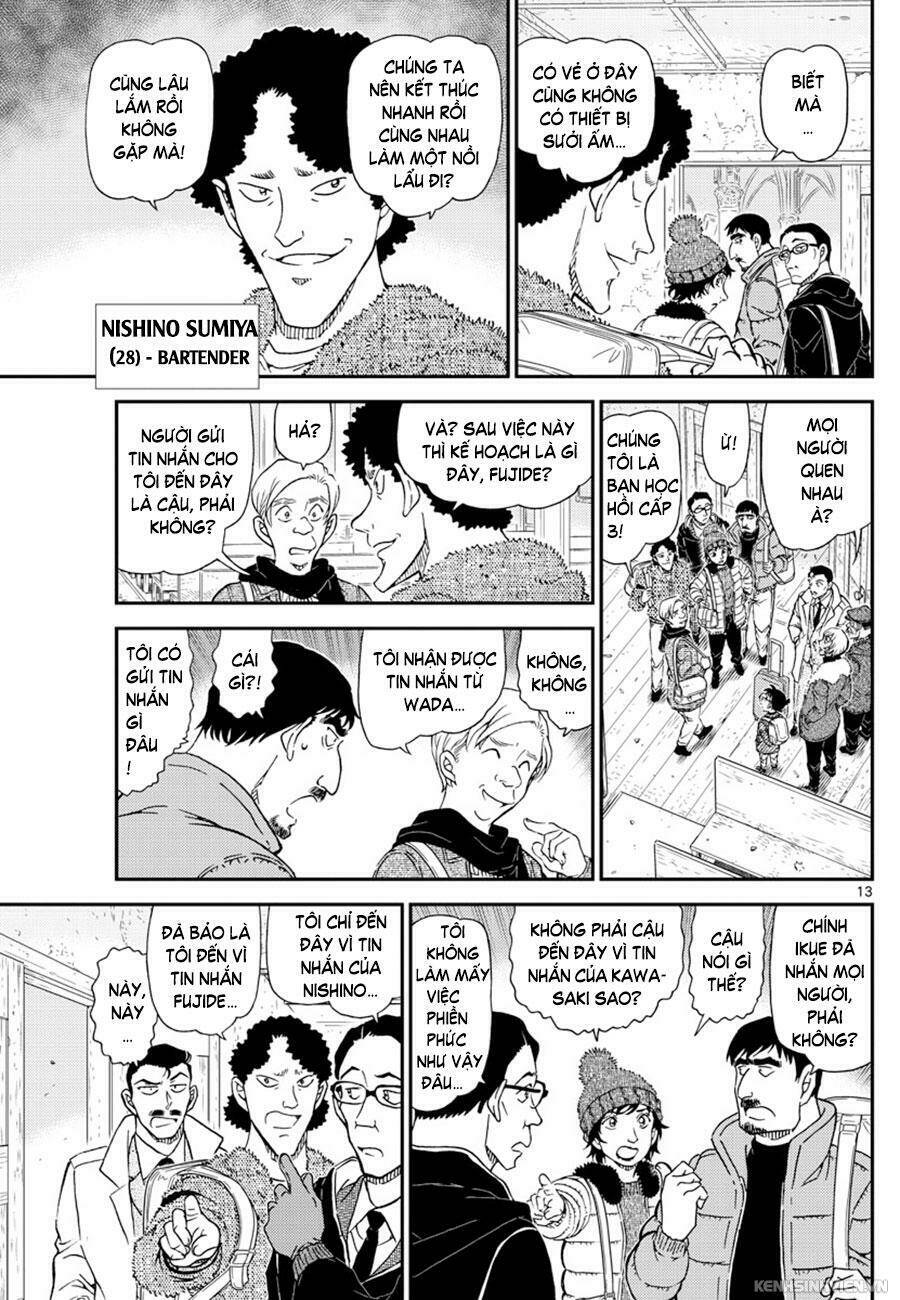 BIẾT
MÀ
...
CÓ VẺ Ở ĐÂY
CŨNG KHÔNG
CÓ THIẾT BỊ
SƯỞI ẤM...
CHÚNG TA
NÊN KẾT THÚC
NHANH RỒI
CÙNG NHAU
LÀM MỘT NỒI
LẨU ĐI?
CŨNG LÂU
LẮM RỒI
KHÔNG
GẶP MÀ!
NISHINO SUMIYA
(28) - BARTENDER
MỌI
NGƯỜI
QUEN
NHAU
À?
Ừ!
CHÚNG
TÔI LÀ
BẠN HỌC
HỒI CẤP
3!
VÀ? SAU VIỆC NÀY
THÌ KẾ HOẠCH LÀ GÌ
ĐÂY, FUJIDE?
HẢ?
NGƯỜI GỬI
TIN NHẮN CHO
TÔI ĐẾN ĐÂY
LÀ CẬU, PHẢI
KHÔNG?
KHÔNG,
KHÔNG
...
TÔI NHẬN ĐƯỢC
TIN NHẮN TỪ
WADA...
CÁI
GÌ?!
TÔI CÓ
GỬI TIN
NHẮN
GÌ
ĐÂU
!
13
CHÍNH
IKUE ĐÃ
NHẮN MỌI
NGƯỜI,
PHẢI
KHÔNG?
CẬU
NÓI GÌ
THẾ?
KHÔNG PHẢI CẬU
ĐẾN ĐÂY VÌ TIN
NHẮN CỦA KAWA-
SAKI SAO?
TÔI
KHÔNG
LÀM MẤY
VIỆC
PHIỀN
PHỨC
NHƯ VẬY
ĐÂU...
TÔI CHỈ ĐẾN
ĐÂY VÌ TIN
NHẮN CỦA
NISHINO...
ĐÃ BẢO LÀ
TÔI ĐẾN VÌ
TIN NHẮN
FUJIDE...
NÀY,
NÀY
...
KENHSINHVIEN.VN